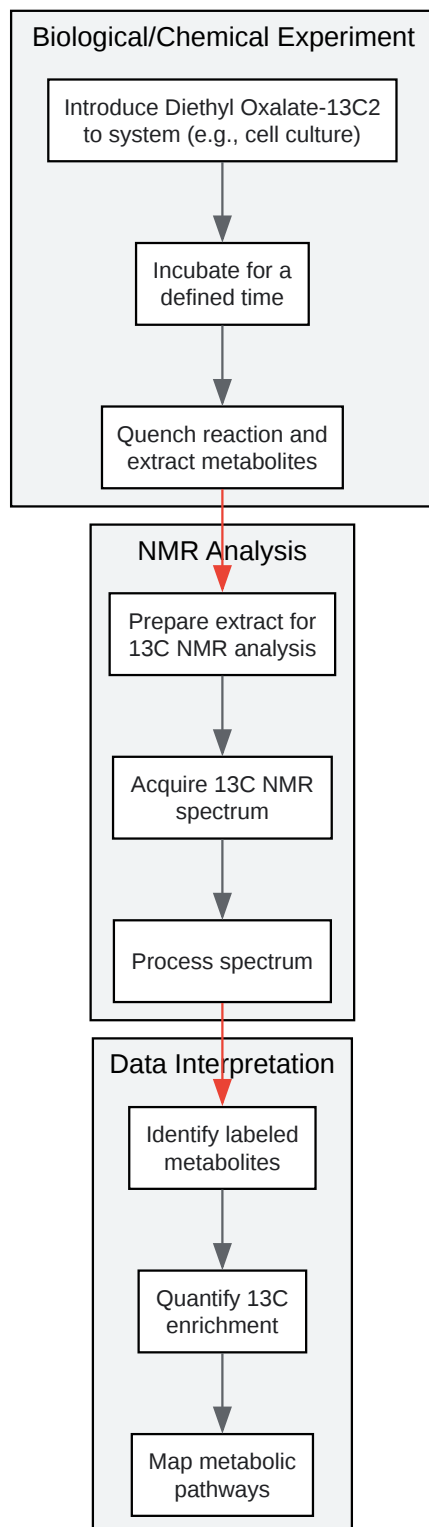 Biological/Chemical Experiment
Introduce Diethyl Oxalate-13C2
to system (e.g., cell culture)
Incubate for a
defined time
Quench reaction and
extract metabolites
NMR Analysis
Prepare extract for
13C NMR analysis
Acquire 13C NMR
spectrum
Process spectrum
Data Interpretation
Identify labeled
metabolites
Quantify 13C
enrichment
Map metabolic
pathways